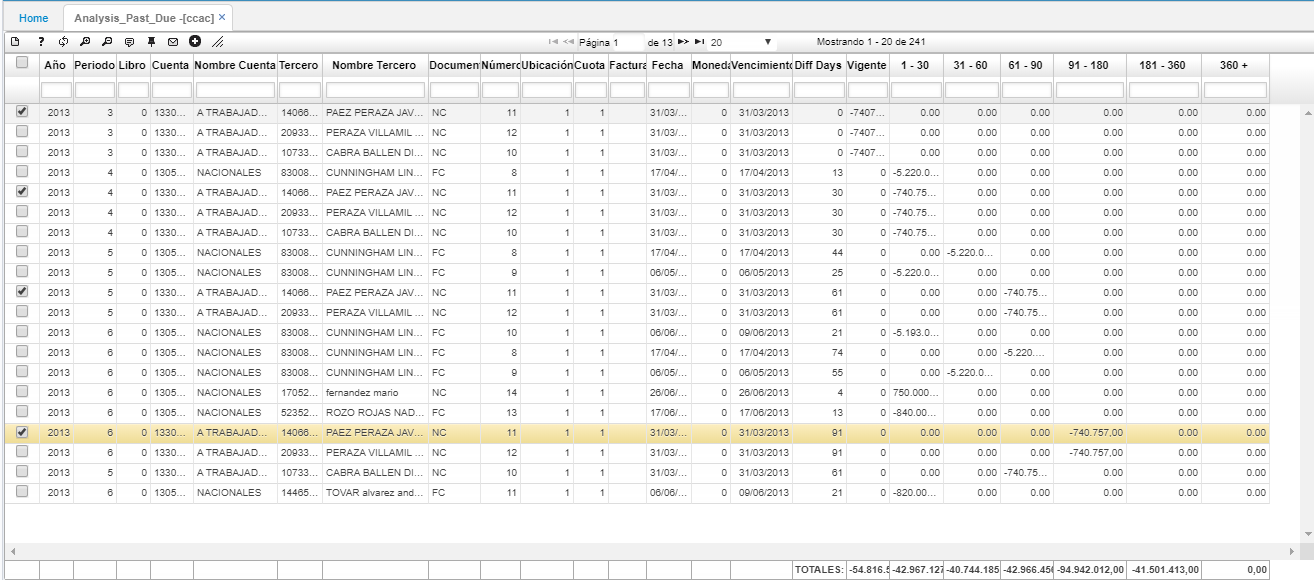 Home Analysis_Past_Due -[ccac] ×
? Página 1 de 13 20 Mostrando 1 - 20 de 241
Año Periodo Libro Cuenta Nombre Cuenta Tercero Nombre Tercero Documen Número Ubicación Cuota Factura Fecha Moneda Vencimiento Diff Days Vigente 1 - 30 31 - 60 61 - 90 91 - 180 181 - 360 360 +
2013 3 0 1330... A TRABAJAD... 14066... PAEZ PERAZA JAV... NC 11 1 1 31/03/... 0 31/03/2013 0 -7407... 0.00 0.00 0.00 0.00 0.00 0.00
2013 3 0 1330... A TRABAJAD... 20933... PERAZA VILLAMIL ... NC 12 1 1 31/03/... 0 31/03/2013 0 -7407... 0.00 0.00 0.00 0.00 0.00 0.00
2013 3 0 1330... A TRABAJAD... 10733... CABRA BALLEN DI... NC 10 1 1 31/03/... 0 31/03/2013 0 -7407... 0.00 0.00 0.00 0.00 0.00 0.00
2013 4 0 1305... NACIONALES 83008... CUNNINGHAM LIN... FC 8 1 1 17/04/... 0 17/04/2013 13 0 -5.220.0... 0.00 0.00 0.00 0.00 0.00
2013 4 0 1330... A TRABAJAD... 14066... PAEZ PERAZA JAV... NC 11 1 1 31/03/... 0 31/03/2013 30 0 -740.75... 0.00 0.00 0.00 0.00 0.00
2013 4 0 1330... A TRABAJAD... 20933... PERAZA VILLAMIL ... NC 12 1 1 31/03/... 0 31/03/2013 30 0 -740.75... 0.00 0.00 0.00 0.00 0.00
2013 4 0 1330... A TRABAJAD... 10733... CABRA BALLEN DI... NC 10 1 1 31/03/... 0 31/03/2013 30 0 -740.75... 0.00 0.00 0.00 0.00 0.00
2013 5 0 1305... NACIONALES 83008... CUNNINGHAM LIN... FC 8 1 1 17/04/... 0 17/04/2013 44 0 0.00 -5.220.0... 0.00 0.00 0.00 0.00
2013 5 0 1305... NACIONALES 83008... CUNNINGHAM LIN... FC 9 1 1 06/05/... 0 06/05/2013 25 0 -5.220.0... 0.00 0.00 0.00 0.00 0.00
2013 5 0 1330... A TRABAJAD... 14066... PAEZ PERAZA JAV... NC 11 1 1 31/03/... 0 31/03/2013 61 0 0.00 0.00 -740.75... 0.00 0.00 0.00
2013 5 0 1330... A TRABAJAD... 20933... PERAZA VILLAMIL ... NC 12 1 1 31/03/... 0 31/03/2013 61 0 0.00 0.00 -740.75... 0.00 0.00 0.00
2013 6 0 1305... NACIONALES 83008... CUNNINGHAM LIN... FC 10 1 1 06/06/... 0 09/06/2013 21 0 -5.193.0... 0.00 0.00 0.00 0.00 0.00
2013 6 0 1305... NACIONALES 83008... CUNNINGHAM LIN... FC 8 1 1 17/04/... 0 17/04/2013 74 0 0.00 0.00 -5.220.... 0.00 0.00 0.00
2013 6 0 1305... NACIONALES 83008... CUNNINGHAM LIN... FC 9 1 1 06/05/... 0 06/05/2013 55 0 0.00 -5.220.0... 0.00 0.00 0.00 0.00
2013 6 0 1305... NACIONALES 17052... fernandez mario NC 14 1 1 26/06/... 0 26/06/2013 4 0 750.000... 0.00 0.00 0.00 0.00 0.00
2013 6 0 1305... NACIONALES 52352... ROZO ROJAS NAD... FC 13 1 1 17/06/... 0 17/06/2013 13 0 -840.00... 0.00 0.00 0.00 0.00 0.00
2013 6 0 1330... A TRABAJAD... 14066... PAEZ PERAZA JAV... NC 11 1 1 31/03/... 0 31/03/2013 91 0 0.00 0.00 0.00 -740.757,00 0.00 0.00
2013 6 0 1330... A TRABAJAD... 20933... PERAZA VILLAMIL ... NC 12 1 1 31/03/... 0 31/03/2013 91 0 0.00 0.00 0.00 -740.757,00 0.00 0.00
2013 5 0 1330... A TRABAJAD... 10733... CABRA BALLEN DI... NC 10 1 1 31/03/... 0 31/03/2013 61 0 0.00 0.00 -740.75... 0.00 0.00 0.00
2013 6 0 1305... NACIONALES 14465... TOVAR alvarez and... FC 11 1 1 06/06/... 0 09/06/2013 21 0 -820.00... 0.00 0.00 0.00 0.00 0.00
TOTALES: -54.816.5 -42.967.127 -40.744.185 -42.966.456 -94.942.012,00 -41.501.413,00 0,00